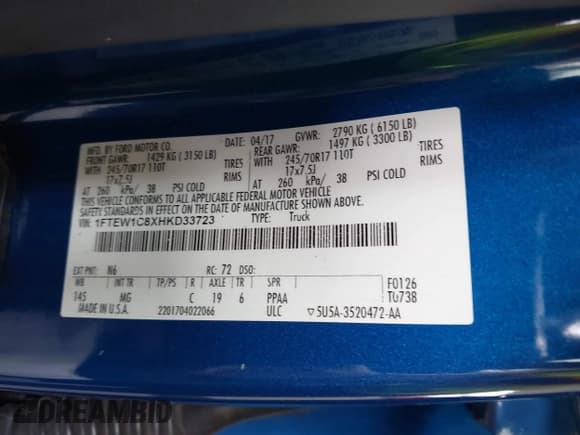 MFD. BY FORD MOTOR CO. DATE: 04/17 GVWR: 2790 KG ( 6150 LB)
FRONT GAWR: 1429 KG ( 3150 LB) REAR GAWR: 1497 KG ( 3300 LB)
WITH 245/70R17 110T TIRES WITH 245/70R17 110T TIRES
17x7.5J RIMS 17x7.5J RIMS
AT 260 kPa/ 38 PSI COLD AT 260 kPa/ 38 PSI COLD
THIS VEHICLE CONFORMS TO ALL APPLICABLE FEDERAL MOTOR VEHICLE
SAFETY STANDARDS IN EFFECT ON THE DATE OF MANUFACTURE SHOWN ABOVE.
VIN: 1FTEW1C8XHKD33723 TYPE: Truck
EXT PNT: N6 RC: 72 DSO: F0126
WB INT TR TP/PS R AXLE TR SPR T0738
145 MG C 19 6 PPAA
MADE IN U.S.A. 2201704022066 ULC ▽5U5A-3520472-AA
DREAMBID